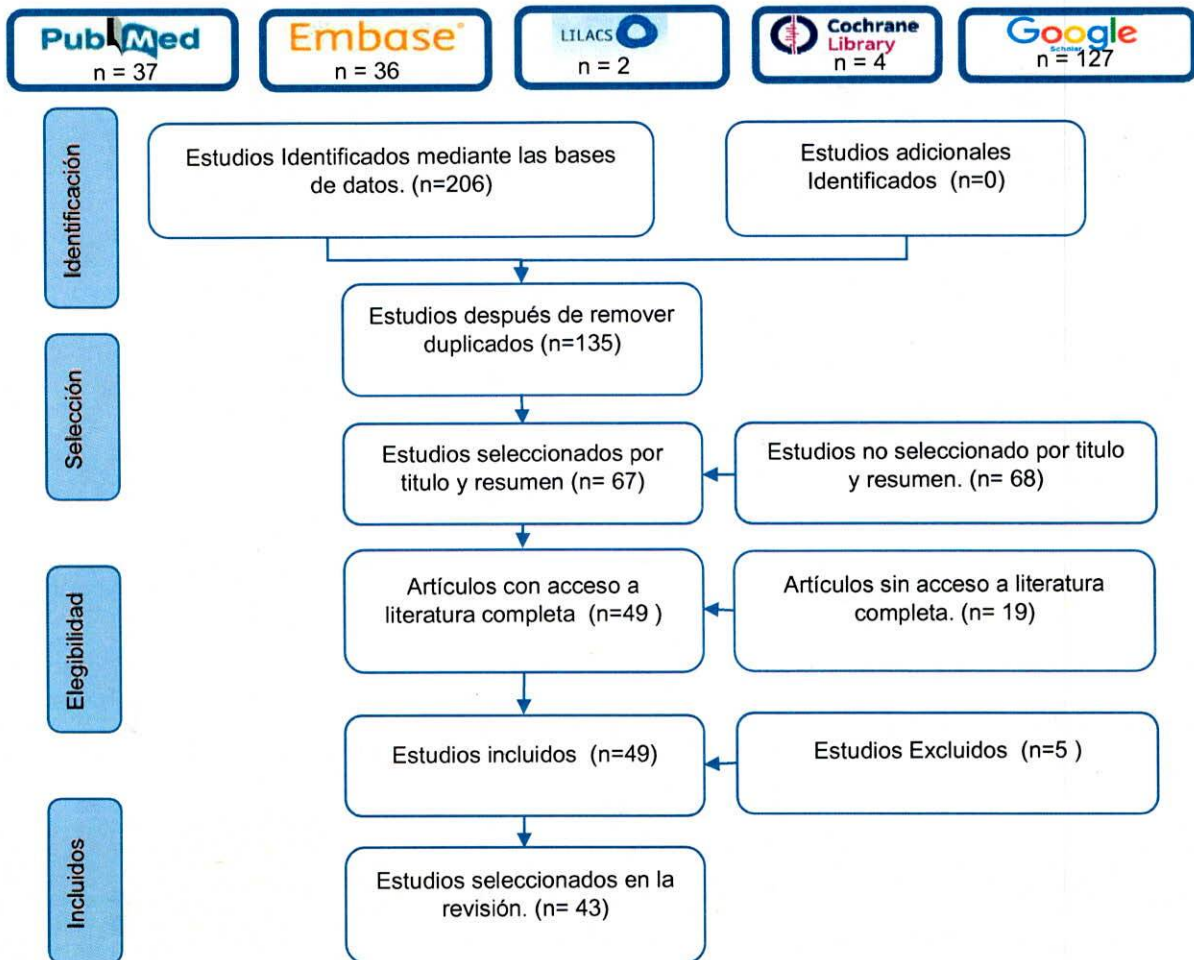 PubMed
n = 37
Embase
n = 36
LILACS
n = 2
Cochrane
Library
n = 4
Google
Scholar
n = 127
Identificación
Estudios Identificados mediante las bases
de datos. (n=206)
Estudios adicionales
Identificados (n=0)
Estudios después de remover
duplicados (n=135)
Selección
Estudios seleccionados por
titulo y resumen (n= 67)
Estudios no seleccionado por titulo
y resumen. (n= 68)
Elegibilidad
Artículos con acceso a
literatura completa (n=49 )
Artículos sin acceso a literatura
completa. (n= 19)
Estudios incluidos (n=49)
Estudios Excluidos (n=5 )
Incluidos
Estudios seleccionados en la
revisión. (n= 43)